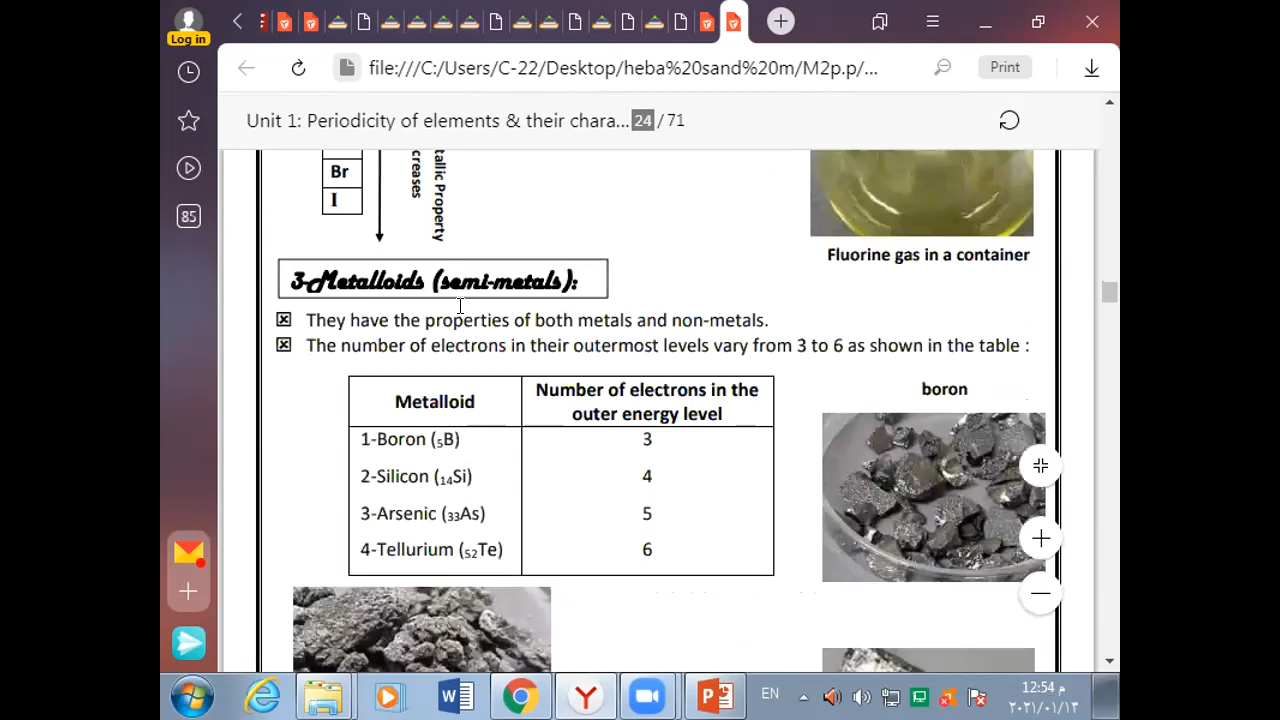 Log in
file:///C:/Users/C-22/Desktop/heba%20sand%20m/M2p.p/...
Print
85
Unit 1: Periodicity of elements & their chara... 24 / 71
Br
I
tallic Property
creases
Fluorine gas in a container
3-Metalloids (semi-metals):
They have the properties of both metals and non-metals.
The number of electrons in their outermost levels vary from 3 to 6 as shown in the table :
Metalloid
Number of electrons in the
outer energy level
1-Boron (₅B) 3
2-Silicon (₁₄Si) 4
3-Arsenic (₃₃As) 5
4-Tellurium (₅₂Te) 6
boron
EN
12:54 م
٢٠٢١/٠١/١٣